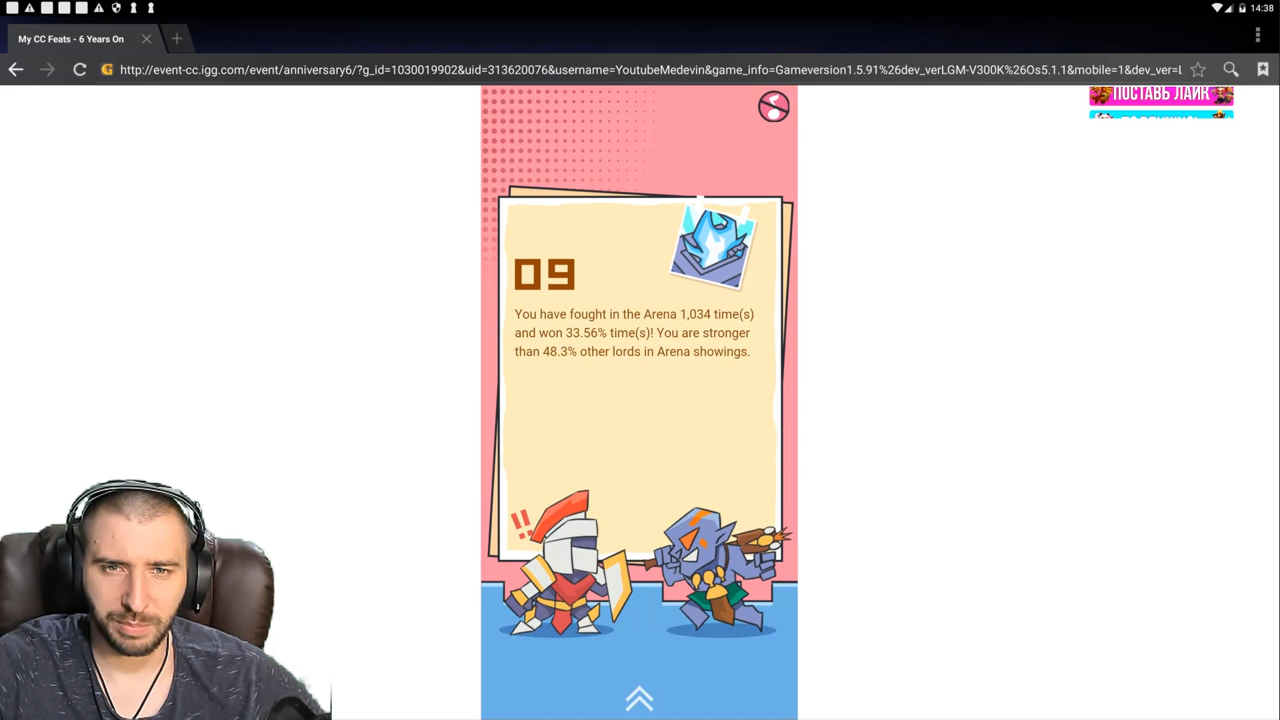 14:38
My CC Feats - 6 Years On
http://event-cc.igg.com/event/anniversary6/?g_id=1030019902&uid=313620076&username=YoutubeMedevin&game_info=Gameversion1.5.91%26dev_verLGM-V300K%26Os5.1.1&mobile=1&dev_ver=L
ПОСТАВЬ ЛАЙК
09
You have fought in the Arena 1,034 time(s)
and won 33.56% time(s)! You are stronger
than 48.3% other lords in Arena showings.
!!